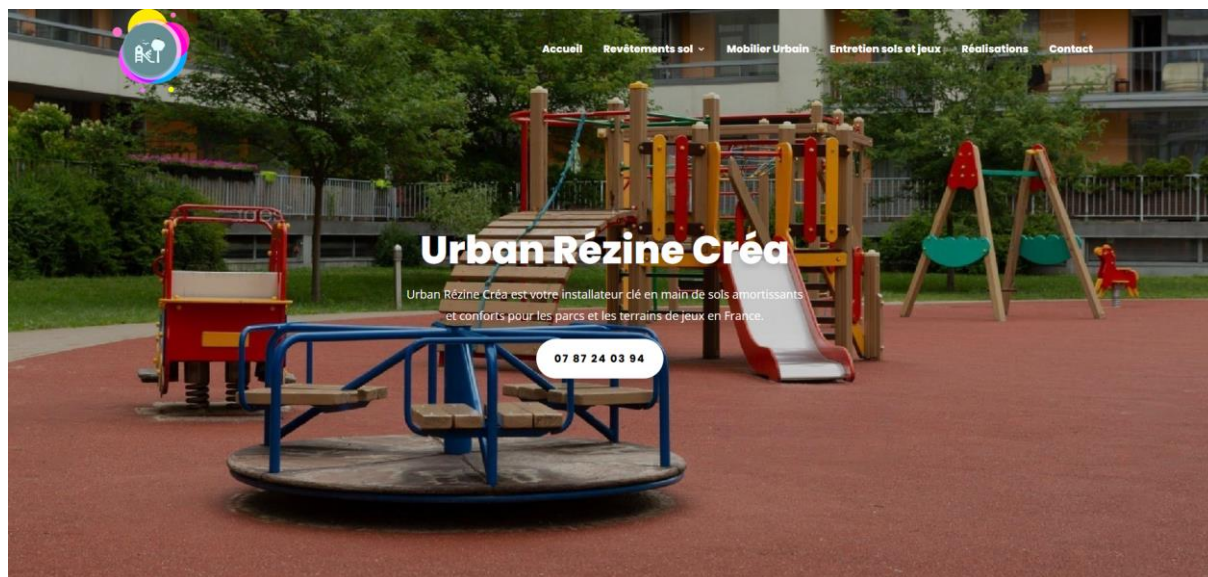 Accueil Revêtements sol Mobilier Urbain Entretien sols et jeux Réalisations Contact
Urban Rézine Créa
Urban Rézine Créa est votre installateur clé en main de sols amortissants
et conforts pour les parcs et les terrains de jeux en France.
07 87 24 03 94